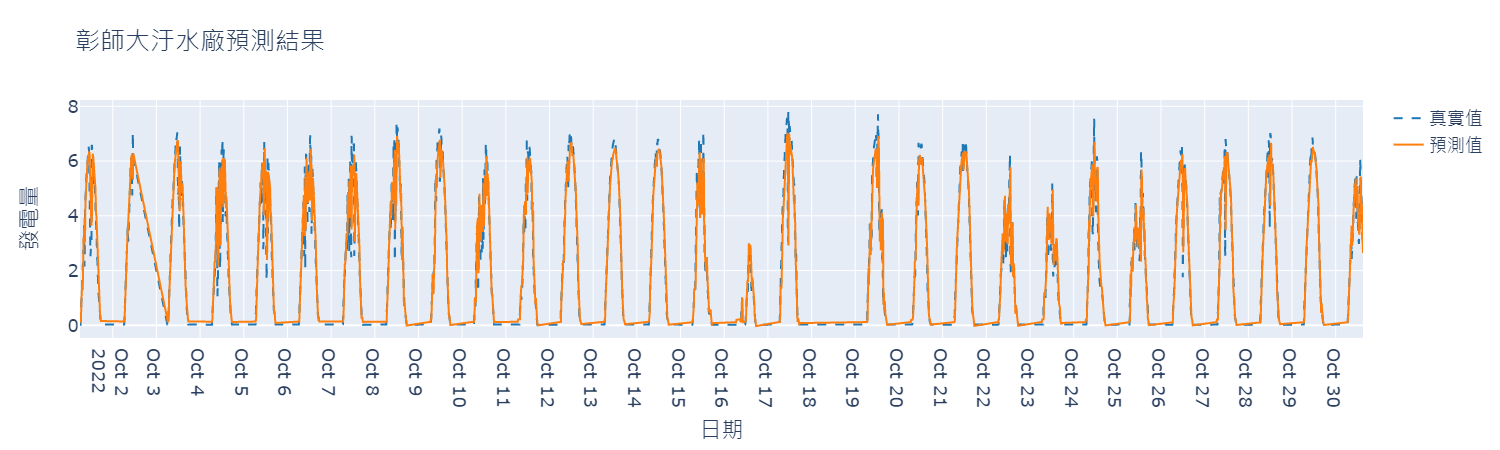 彰師大汙水廠預測結果
真實值
預測值
發電量
8
6
4
2
0
Oct 2
2022
Oct 3
Oct 4
Oct 5
Oct 6
Oct 7
Oct 8
Oct 9
Oct 10
Oct 11
Oct 12
Oct 13
Oct 14
Oct 15
Oct 16
Oct 17
Oct 18
Oct 19
Oct 20
Oct 21
Oct 22
Oct 23
Oct 24
Oct 25
Oct 26
Oct 27
Oct 28
Oct 29
Oct 30
日期